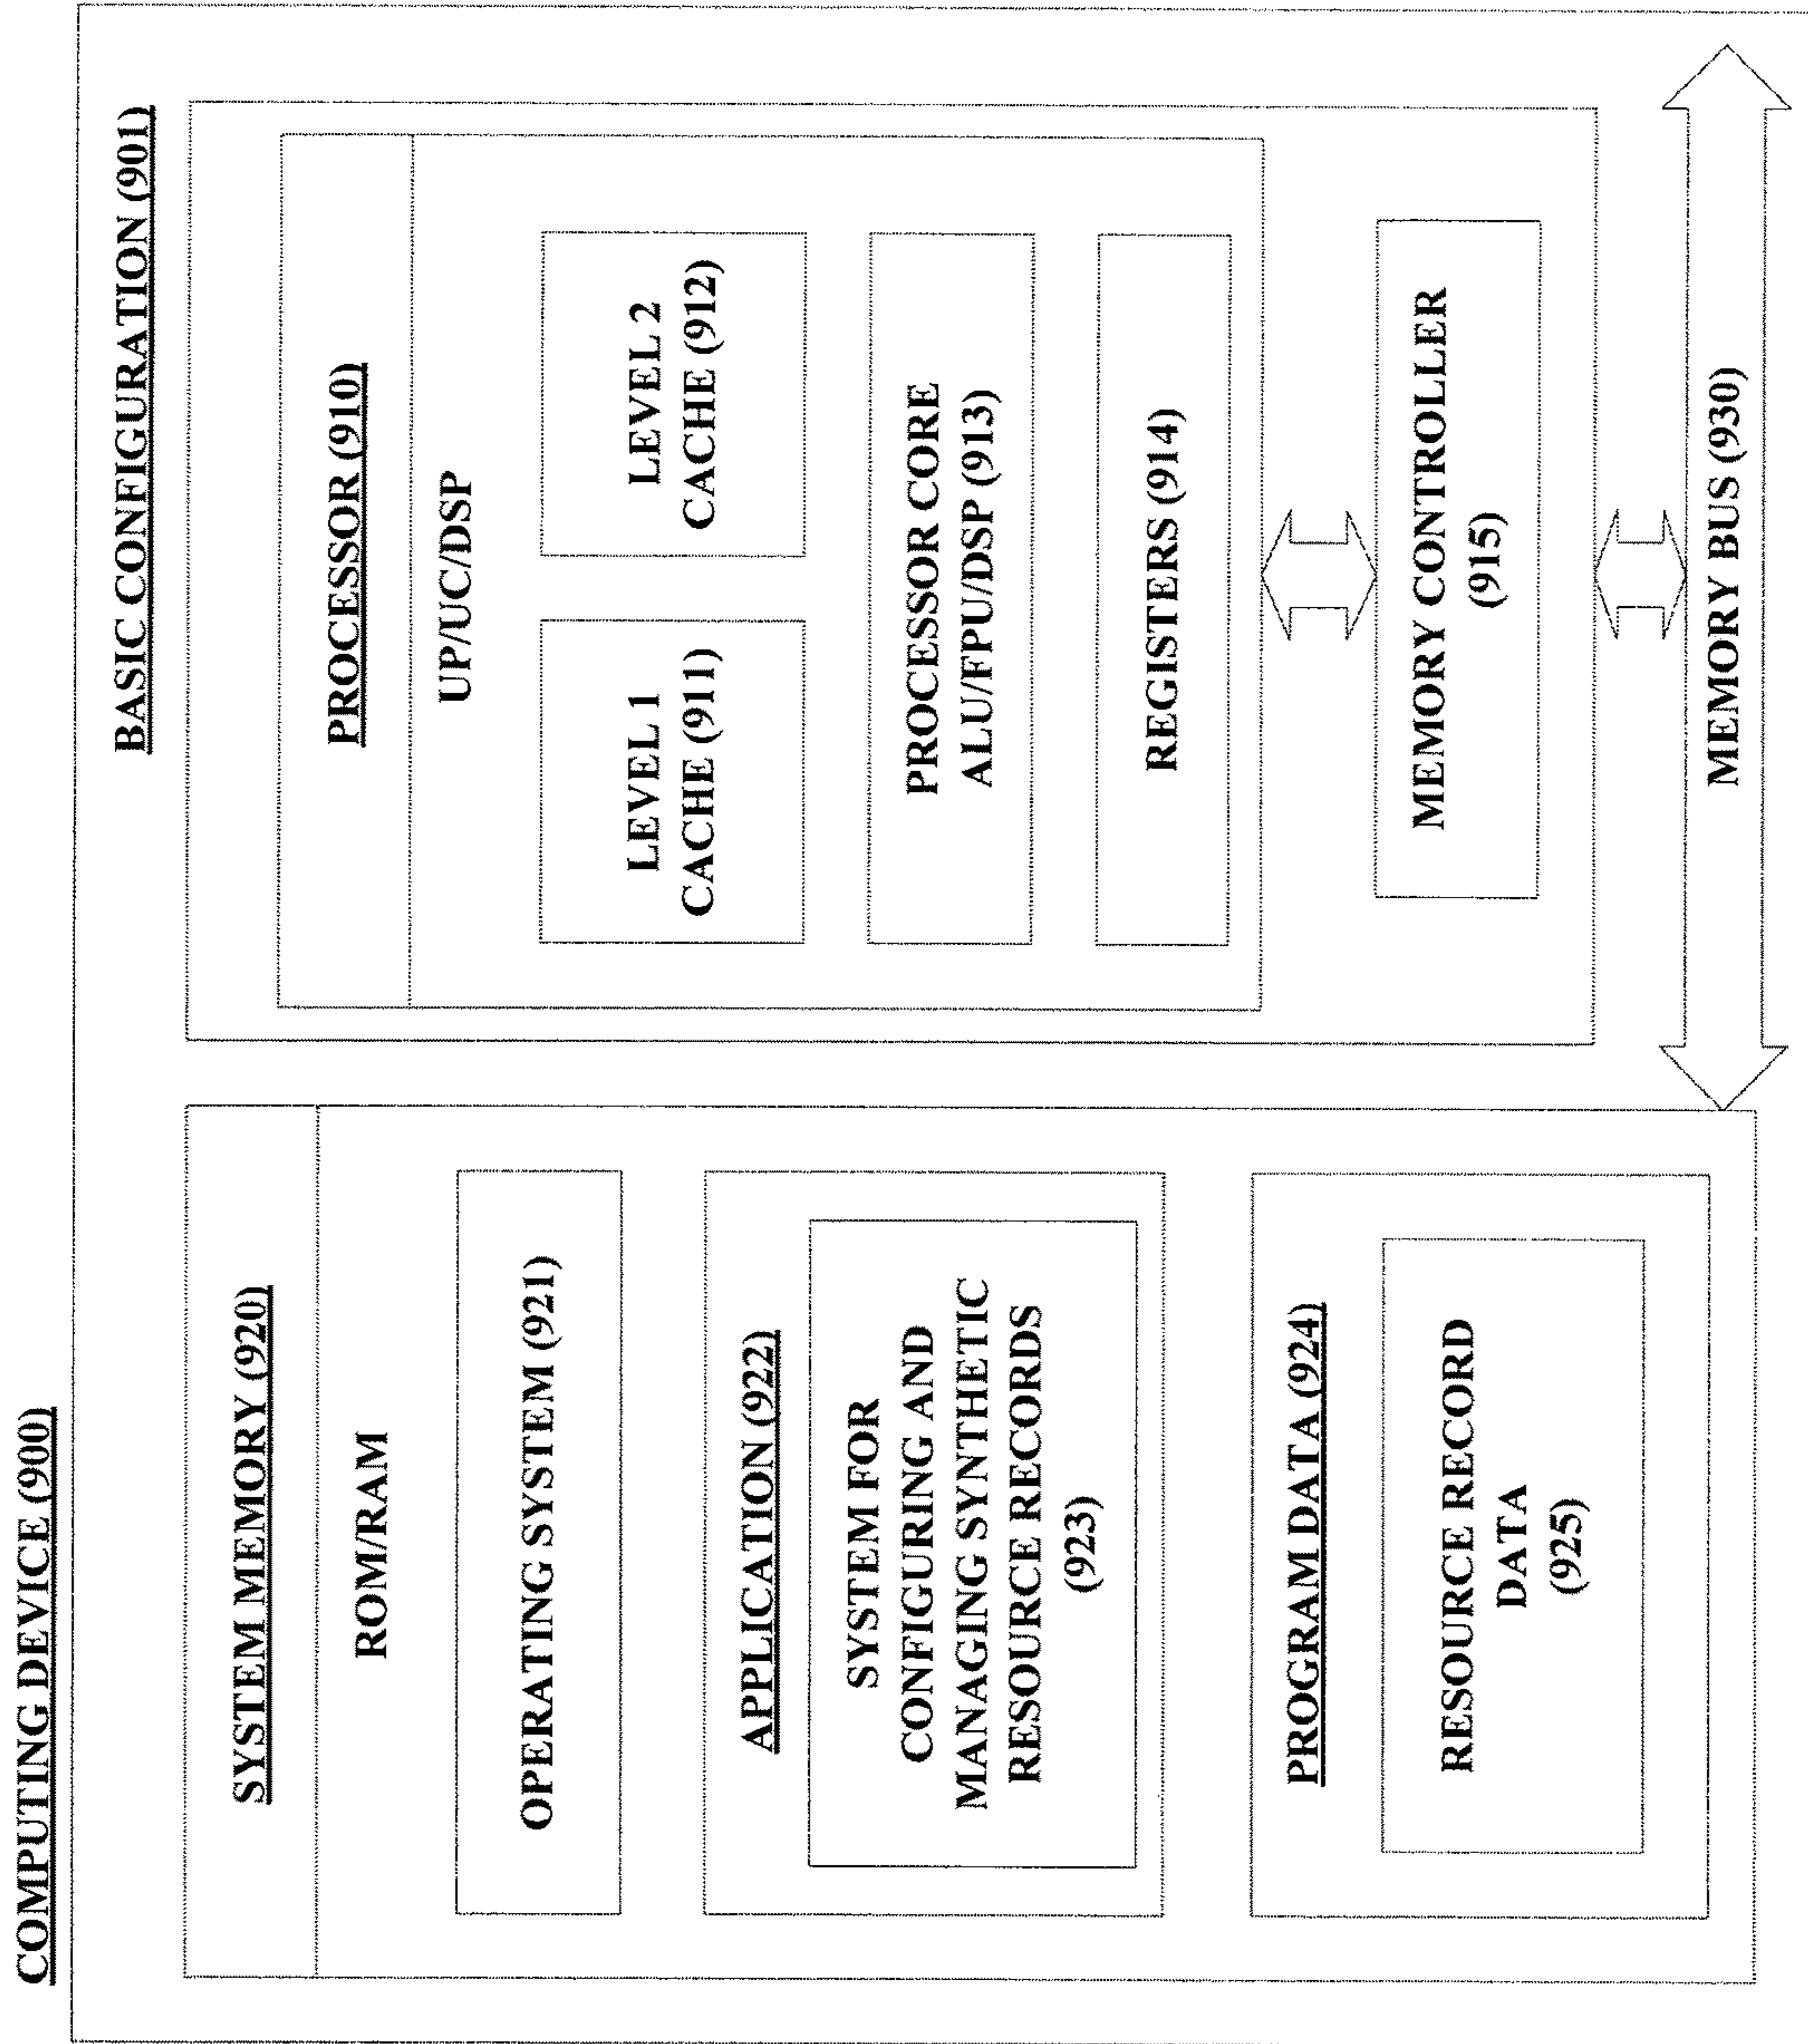 COMPUTING DEVICE (900)
SYSTEM MEMORY (920)
ROM/RAM
OPERATING SYSTEM (921)
APPLICATION (922)
SYSTEM FOR
CONFIGURING AND
MANAGING SYNTHETIC
RESOURCE RECORDS
(923)
PROGRAM DATA (924)
RESOURCE RECORD
DATA
(925)
BASIC CONFIGURATION (901)
PROCESSOR (910)
UP/UC/DSP
LEVEL 1
CACHE (911)
LEVEL 2
CACHE (912)
PROCESSOR CORE
ALU/FPU/DSP (913)
REGISTERS (914)
MEMORY CONTROLLER
(915)
MEMORY BUS (930)